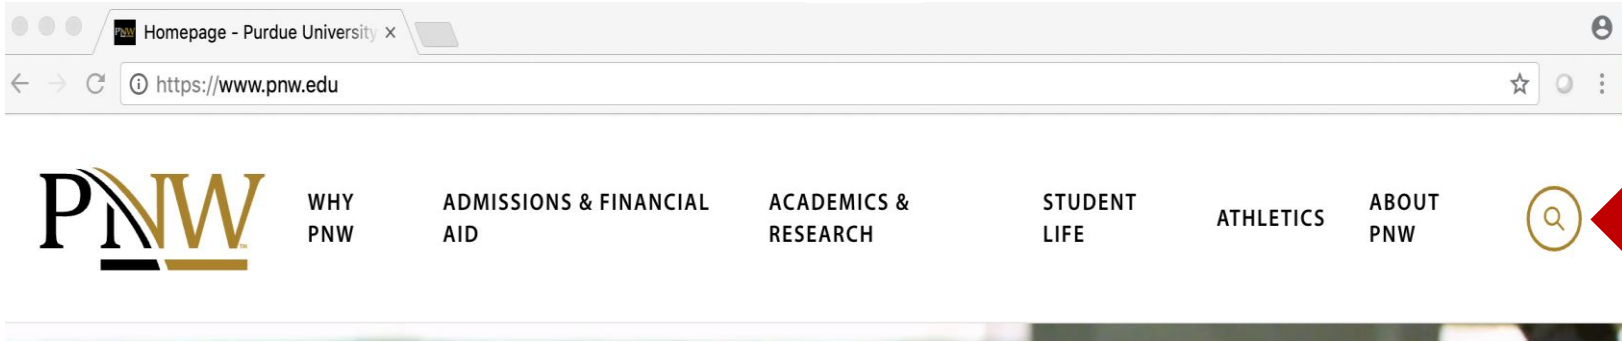 PNW Homepage - Purdue University
https://www.pnw.edu
PNW
WHY
PNW
ADMISSIONS & FINANCIAL
AID
ACADEMICS &
RESEARCH
STUDENT
LIFE
ATHLETICS
ABOUT
PNW